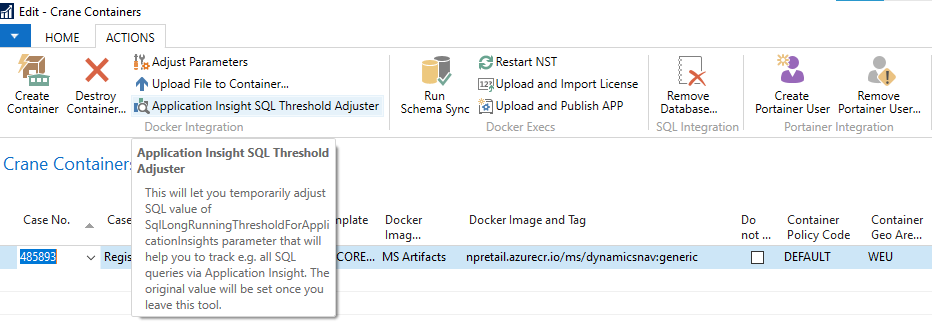 Edit - Crane Containers
HOME
ACTIONS
Create
Container
Destroy
Container...
Adjust Parameters
Upload File to Container...
Application Insight SQL Threshold Adjuster
Docker Integration
Run
Schema Sync
Restart NST
Upload and Import License
Upload and Publish APP
Docker Execs
Remove
Database...
SQL Integration
Create
Portainer User
Remove
Portainer User...
Portainer Integration
Application Insight SQL Threshold
Adjuster
This will let you temporarily adjust
SQL value of
SqlLongRunningThresholdForAppli
cationInsights parameter that will
help you to track e.g. all SQL
queries via Application Insight. The
original value will be set once you
leave this tool.
Crane Containers
Case No.
Case
mplate
Docker
Imag...
Docker Image and Tag
Do
not ...
Container
Policy Code
Container
Geo Are...
485893
Regis
CORE...
MS Artifacts
npretail.azurecr.io/ms/dynamicsnav:generic
DEFAULT
WEU